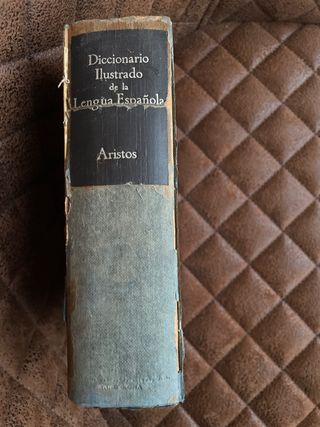 Diccionario
Ilustrado
de la
Lengua Española
Aristos